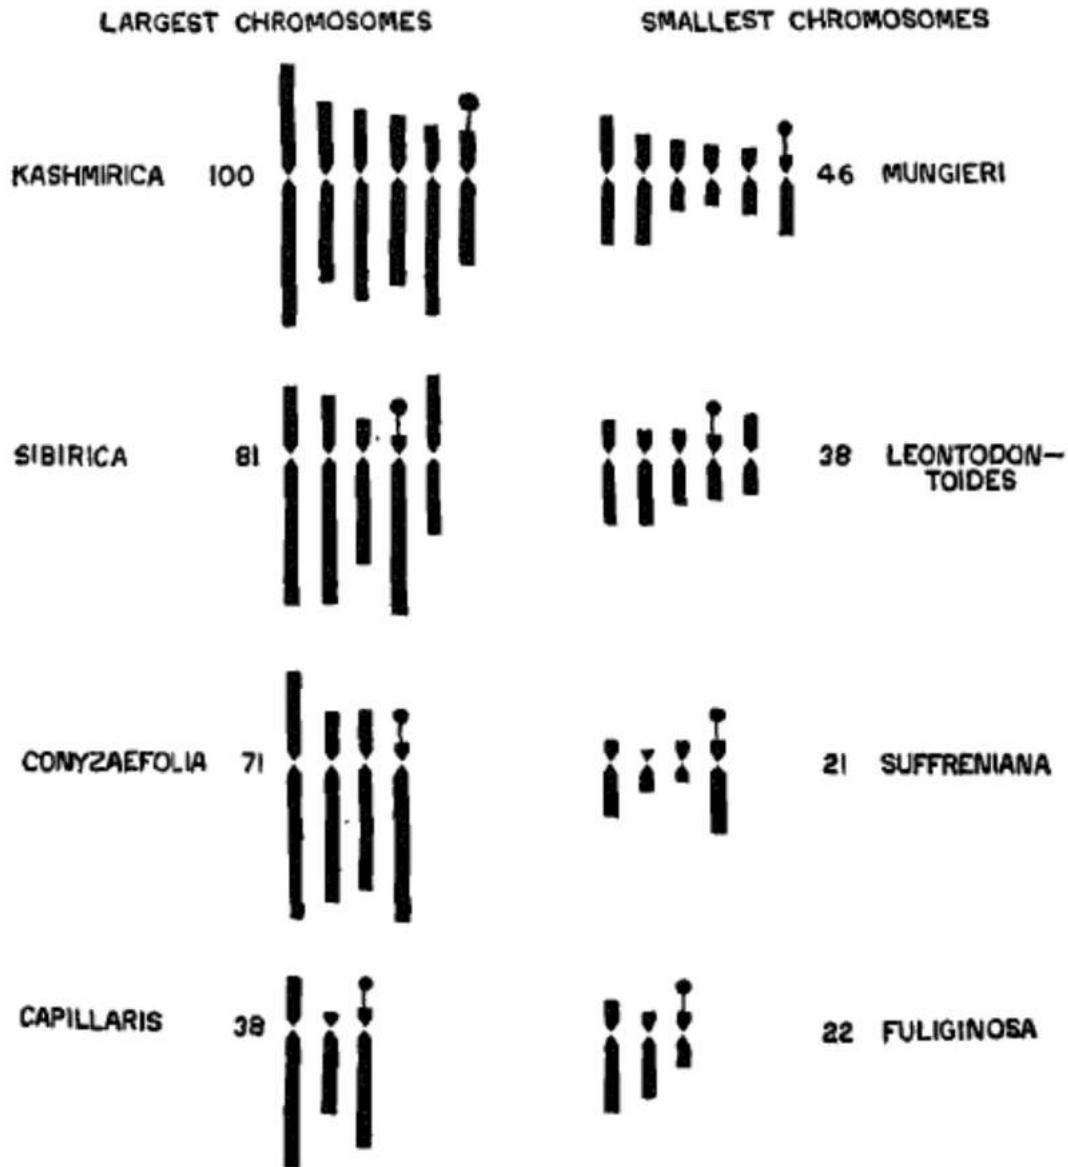 LARGEST CHROMOSOMES
SMALLEST CHROMOSOMES
KASHMIRICA 100
46 MUNGIERI
SIBIRICA 81
38 LEONTODON-
TOIDES
CONYZAEFOLIA 71
21 SUFFRENIANA
CAPILLARIS 38
22 FULIGINOSA